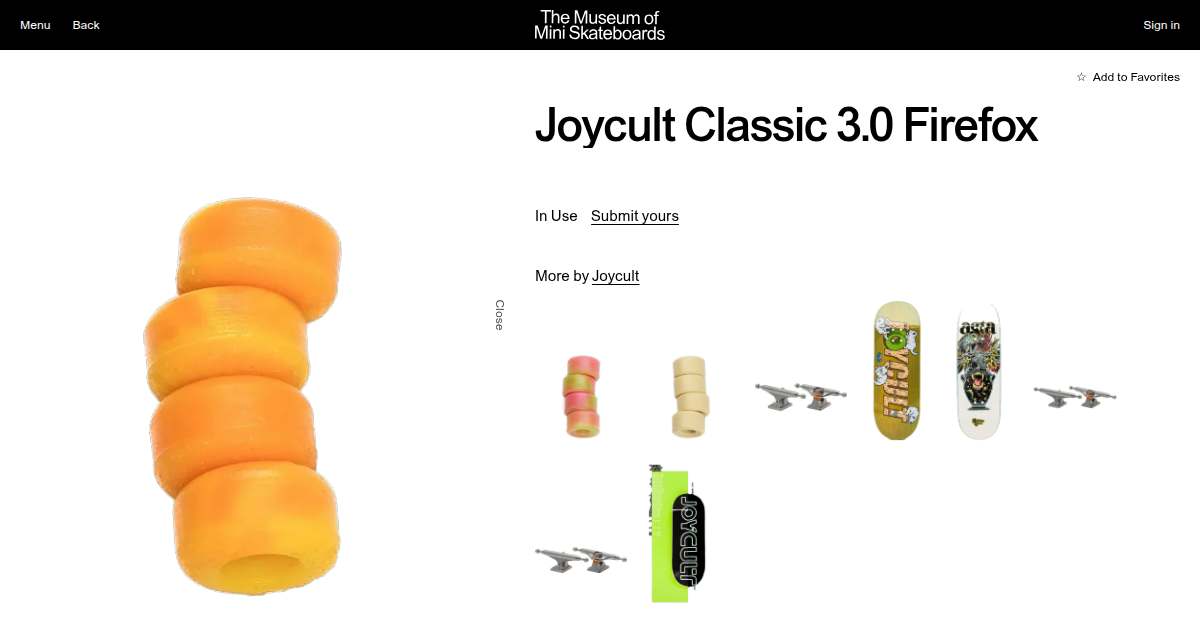 Menu Back
The Museum of
Mini Skateboards
Sign in
☆ Add to Favorites
Joycult Classic 3.0 Firefox
In Use Submit yours
More by Joycult
Close
JOYCULT
asta
JOYCULT